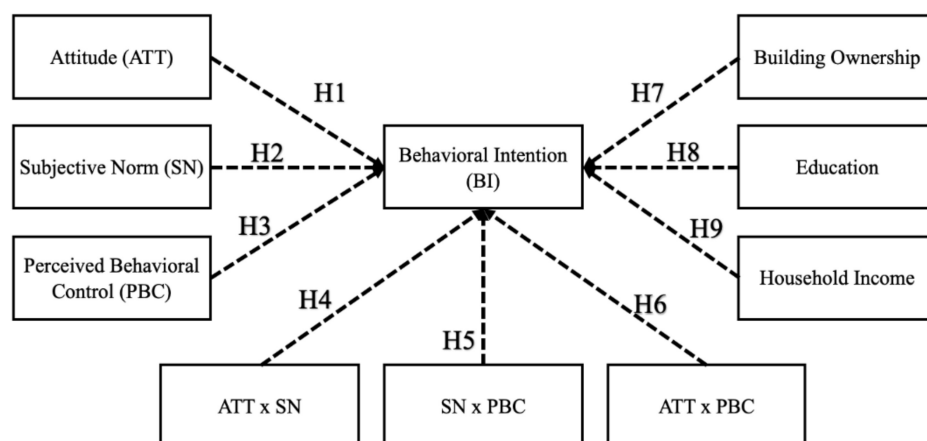 Attitude (ATT)
Building Ownership
H1
H7
Subjective Norm (SN)
H2
Behavioral Intention
(BI)
H8
Education
H3
H9
Perceived Behavioral
Control (PBC)
Household Income
H4
H5
H6
ATT x SN
SN x PBC
ATT x PBC